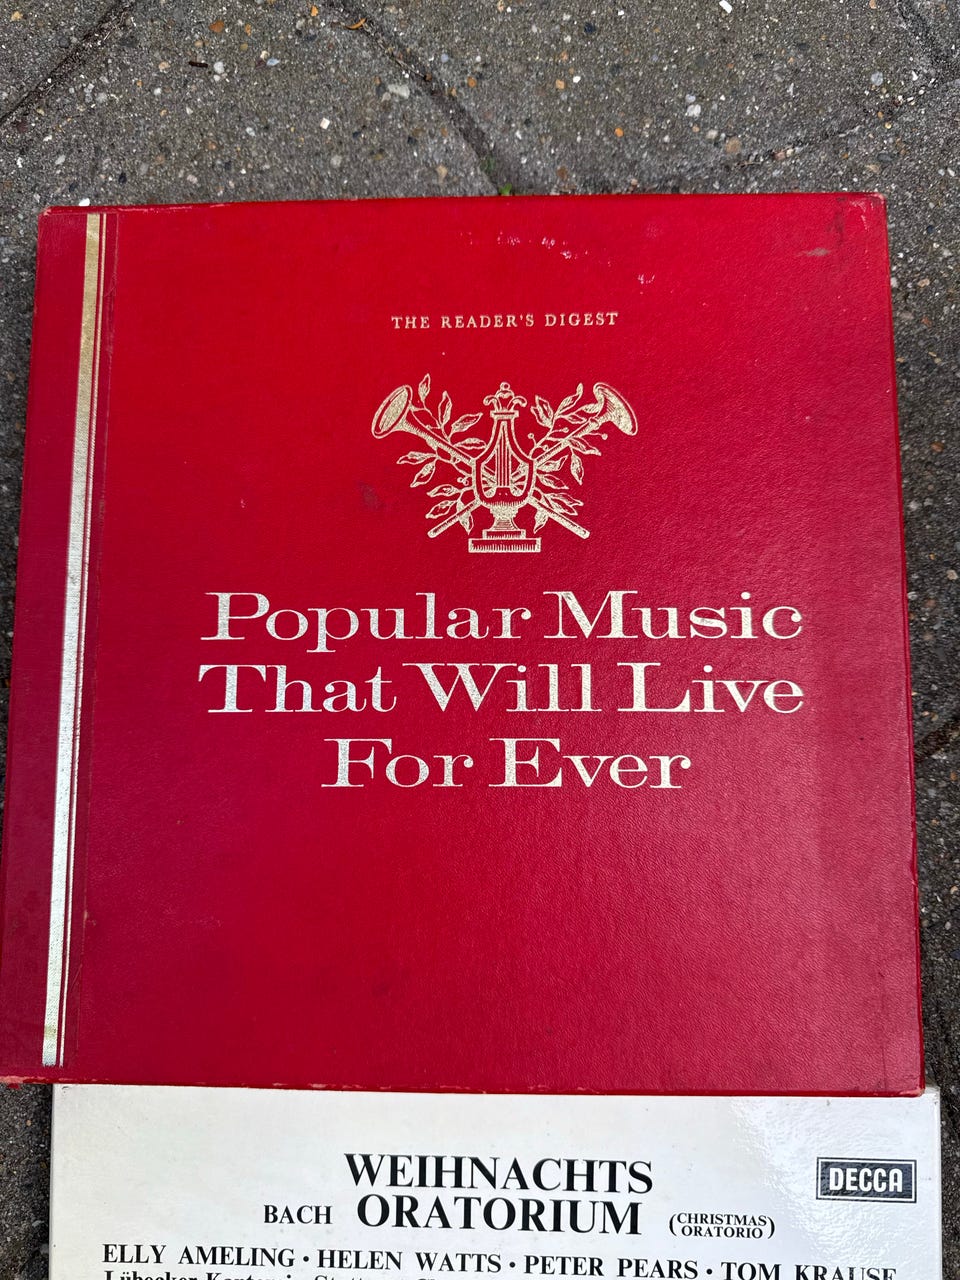 THE READER'S DIGEST
Popular Music
That Will Live
For Ever
WEIHNACHTS
DECCA
BACH ORATORIUM (CHRISTMAS ORATORIO)
ELLY AMELING · HELEN WATTS · PETER PEARS · TOM KRAUSE
Lübecker